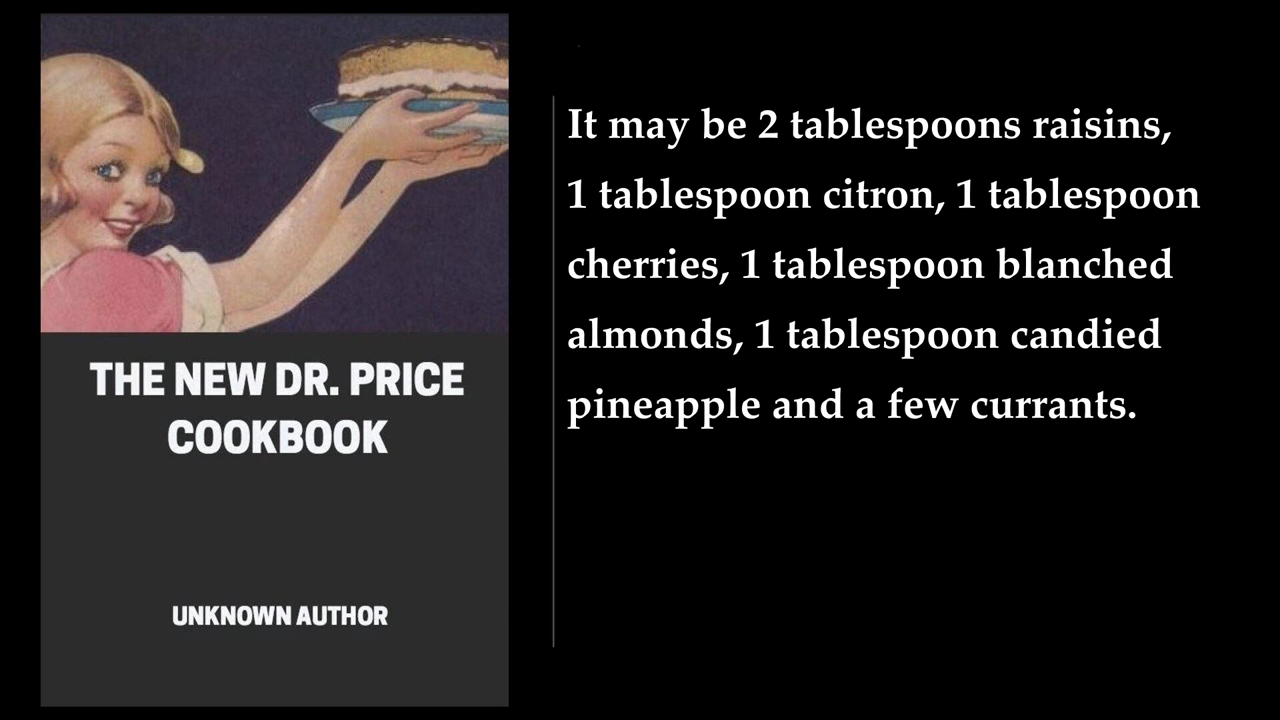 THE NEW DR. PRICE
COOKBOOK
UNKNOWN AUTHOR
It may be 2 tablespoons raisins,
1 tablespoon citron, 1 tablespoon
cherries, 1 tablespoon blanched
almonds, 1 tablespoon candied
pineapple and a few currants.